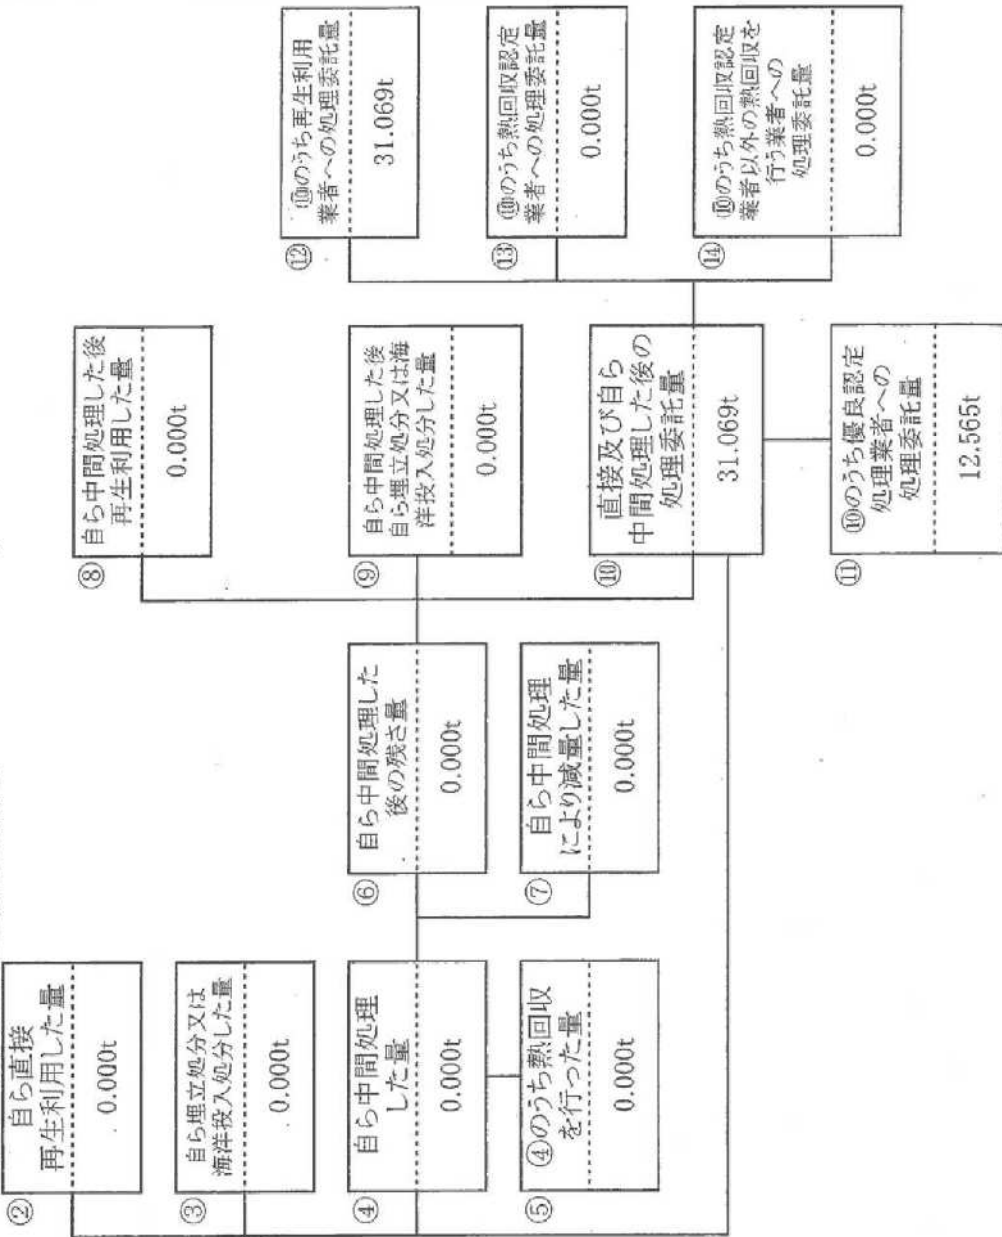 ②
自ら直接
再生利用した量
0.000t
③
自ら埋立処分又は
海洋投入処分した量
0.000t
④
自ら中間処理
した量
0.000t
⑤
④のうち熱回収
を行った量
0.000t
⑥
自ら中間処理した
後の残さ量
0.000t
⑦
自ら中間処理
により減量した量
0.000t
⑧
自ら中間処理した後
再生利用した量
0.000t
⑨
自ら中間処理した後
自ら埋立処分又は海
洋投入処分した量
0.000t
⑩
直接及び自ら
中間処理した後の
処理委託量
31.069t
⑪
⑩のうち優良認定
処理業者への
処理委託量
12.565t
⑫
⑩のうち再生利用
業者への処理委託量
31.069t
⑬
⑩のうち熱回収認定
業者への処理委託量
0.000t
⑭
⑩のうち熱回収認定
業者以外の熱回収を
行う業者への
処理委託量
0.000t